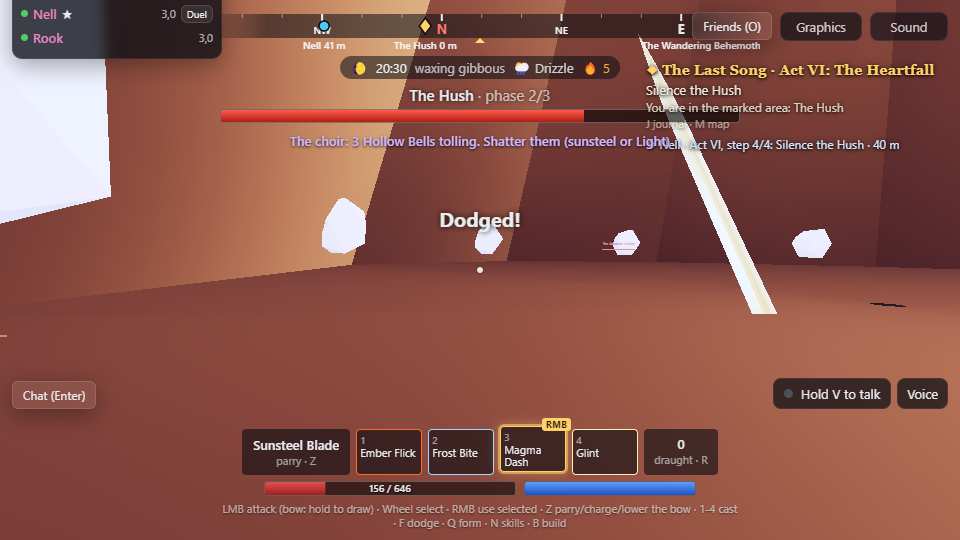 Nell ★ 3,0 Duel
Rook 3,0
N NE E
Nell 41 m The Hush 0 m The Wandering Behemoth
Friends (O) Graphics Sound
20:30 waxing gibbous Drizzle 5
The Hush · phase 2/3
The Last Song · Act VI: The Heartfall
Silence the Hush
You are in the marked area: The Hush
J journal · M map
The choir: 3 Hollow Bells tolling. Shatter them (sunsteel or Light)
Nell · Act VI, step 4/4: Silence the Hush · 40 m
Dodged!
Chat (Enter)
Hold V to talk Voice
Sunsteel Blade
parry · Z
1 Ember Flick
2 Frost Bite
RMB
3 Magma Dash
4 Glint
0
draught · R
156 / 646
LMB attack (bow: hold to draw) · Wheel select · RMB use selected · Z parry/charge/lower the bow · 1-4 cast
· F dodge · Q form · N skills · B build